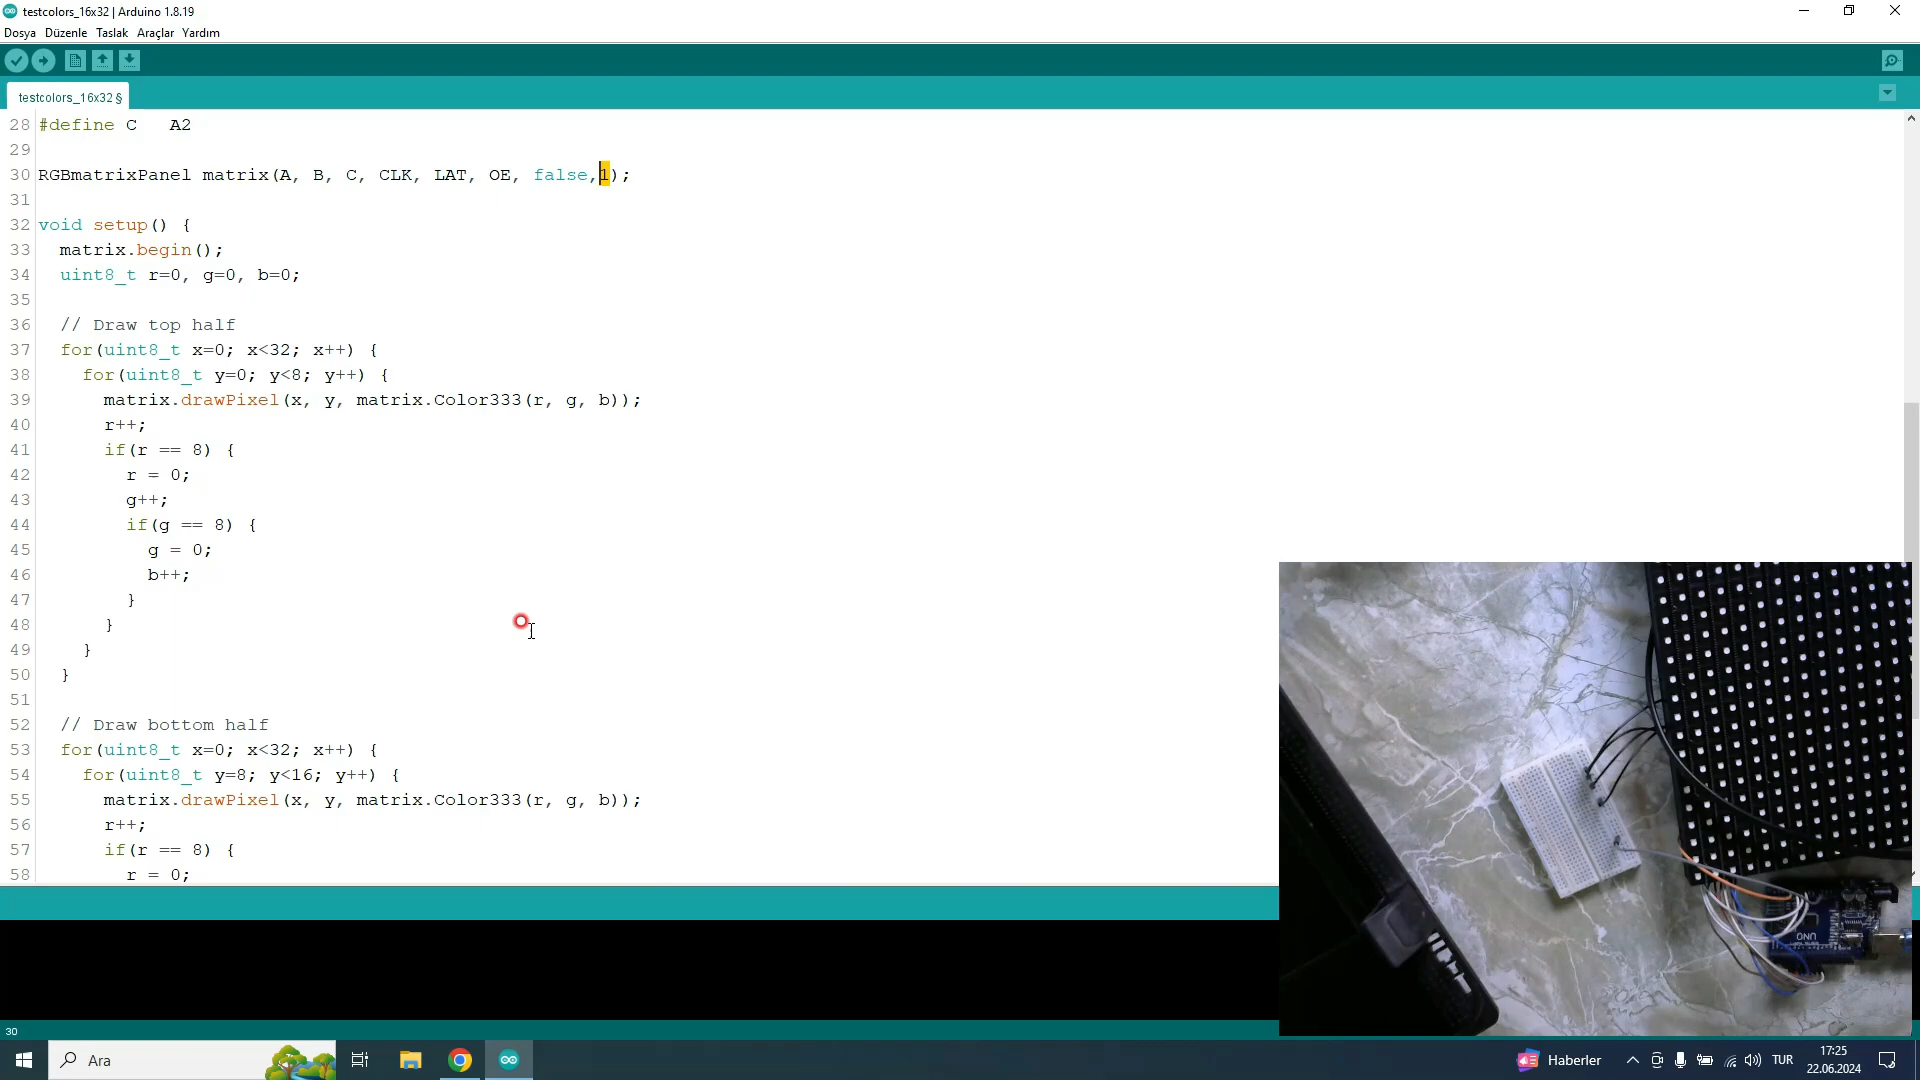 testcolors_16x32 | Arduino 1.8.19
Dosya Düzenle Taslak Araçlar Yardım
testcolors_16x32 §
28 #define C   A2
29
30 RGBmatrixPanel matrix(A, B, C, CLK, LAT, OE, false,1);
31
32 void setup() {
33   matrix.begin();
34   uint8_t r=0, g=0, b=0;
35
36   // Draw top half
37   for(uint8_t x=0; x<32; x++) {
38     for(uint8_t y=0; y<8; y++) {
39       matrix.drawPixel(x, y, matrix.Color333(r, g, b));
40       r++;
41       if(r == 8) {
42         r = 0;
43         g++;
44         if(g == 8) {
45           g = 0;
46           b++;
47         }
48       }
49     }
50   }
51
52   // Draw bottom half
53   for(uint8_t x=0; x<32; x++) {
54     for(uint8_t y=8; y<16; y++) {
55       matrix.drawPixel(x, y, matrix.Color333(r, g, b));
56       r++;
57       if(r == 8) {
58         r = 0;
UNO
30
Ara
Haberler
TUR
17:25
22.06.2024